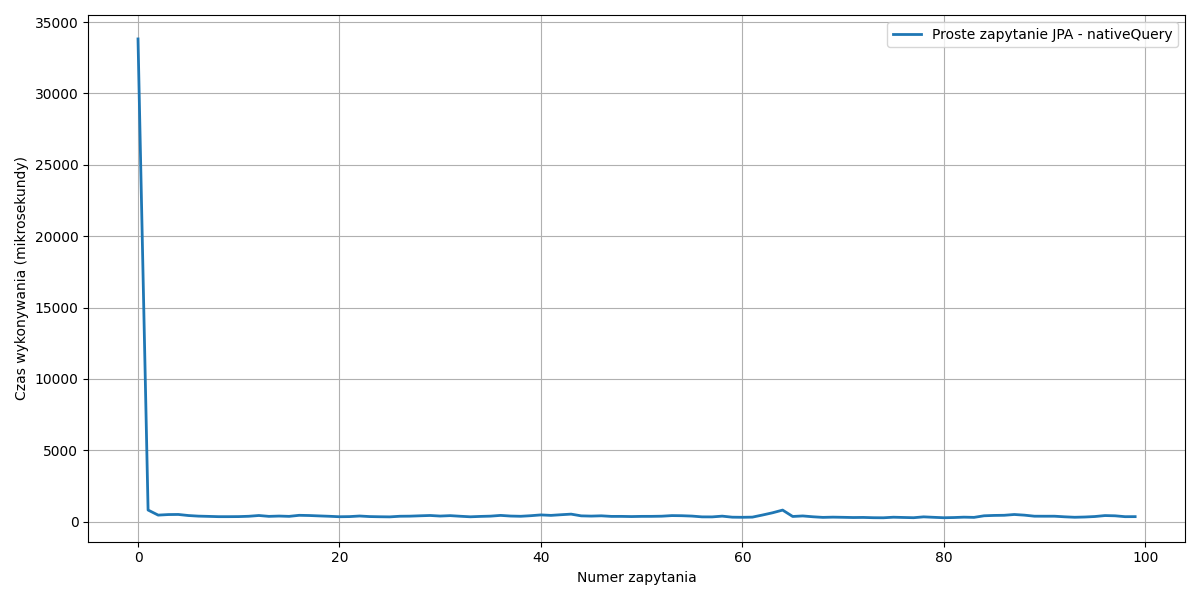 Proste zapytanie JPA - nativeQuery
35000
30000
25000
20000
15000
10000
5000
0
Czas wykonywania (mikrosekundy)
0 20 40 60 80 100
Numer zapytania